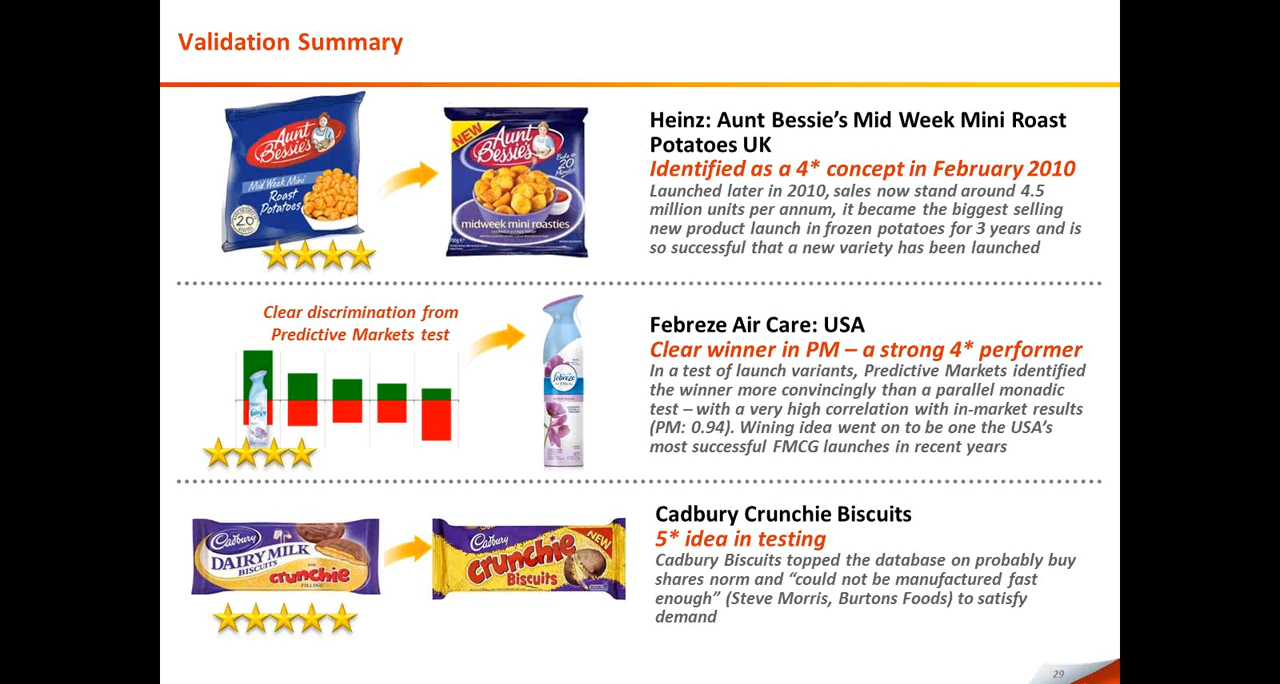 Validation Summary
Aunt
Bessie's
Mid Week Mini
Roast
Potatoes
20
NEW
Aunt
Bessie's
20
Minutes
midweek mini roasties
Heinz: Aunt Bessie's Mid Week Mini Roast
Potatoes UK
Identified as a 4* concept in February 2010
Launched later in 2010, sales now stand around 4.5
million units per annum, it became the biggest selling
new product launch in frozen potatoes for 3 years and is
so successful that a new variety has been launched
Clear discrimination from
Predictive Markets test
febreze
Febreze Air Care: USA
Clear winner in PM – a strong 4* performer
In a test of launch variants, Predictive Markets identified
the winner more convincingly than a parallel monadic
test – with a very high correlation with in-market results
(PM: 0.94). Wining idea went on to be one the USA's
most successful FMCG launches in recent years
Cadbury
DAIRY MILK
BISCUITS
crunchie
FILLING
Cadbury
crunchie
Biscuits
NEW
Cadbury Crunchie Biscuits
5* idea in testing
Cadbury Biscuits topped the database on probably buy
shares norm and “could not be manufactured fast
enough” (Steve Morris, Burtons Foods) to satisfy
demand
29